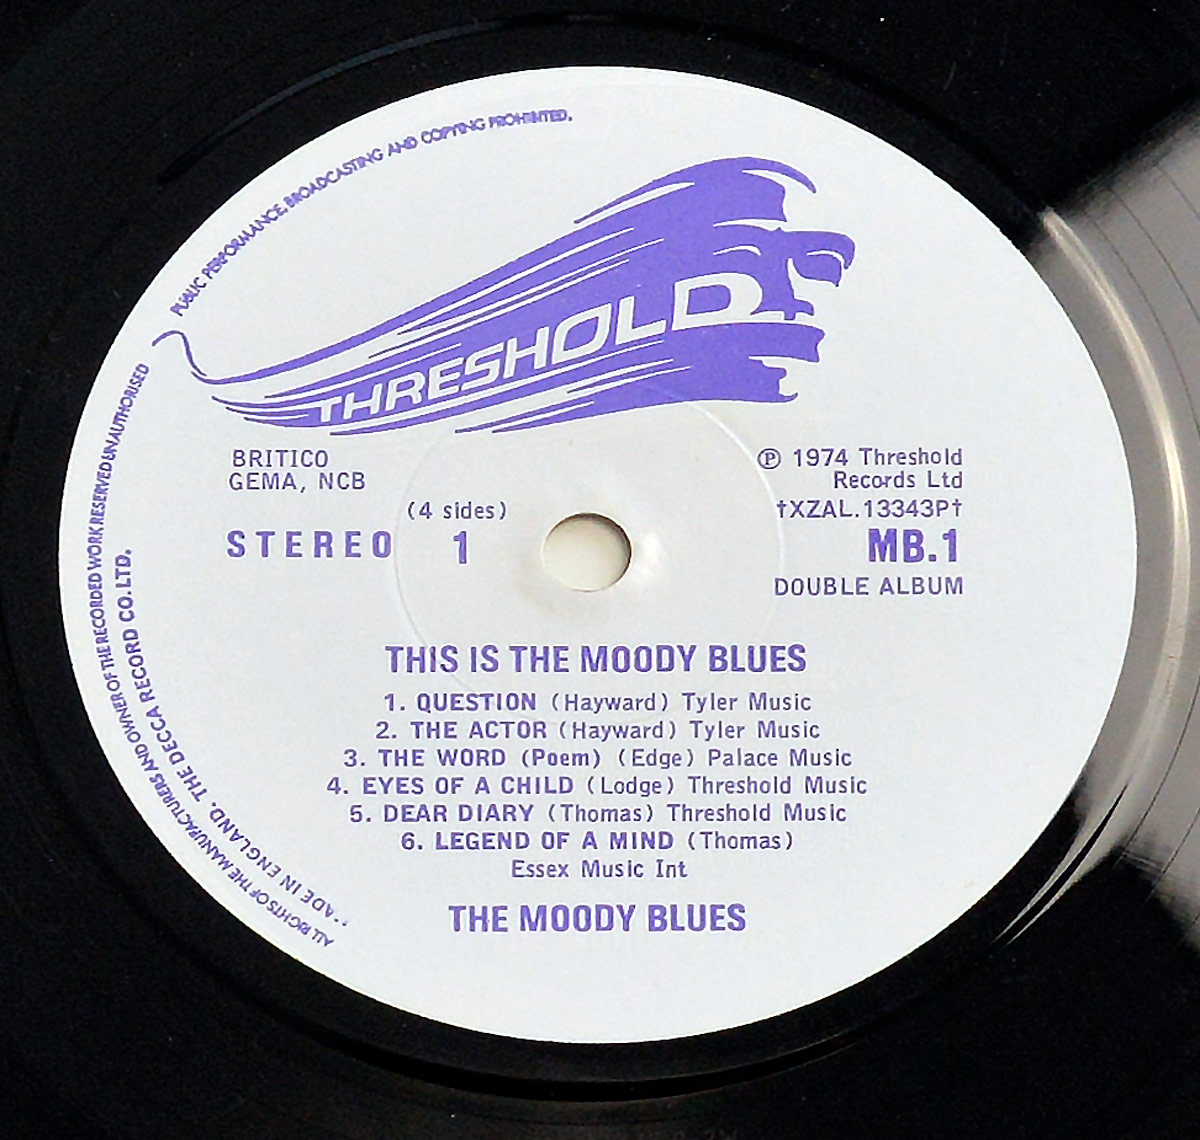 PUBLIC PERFORMANCE, BROADCASTING AND COPYING PROHIBITED.
THRESHOLD
BRITICO
GEMA, NCB
(4 sides)
STEREO 1
℗ 1974 Threshold
Records Ltd
†XZAL.13343P†
MB.1
DOUBLE ALBUM
THIS IS THE MOODY BLUES
1. QUESTION (Hayward) Tyler Music
2. THE ACTOR (Hayward) Tyler Music
3. THE WORD (Poem) (Edge) Palace Music
4. EYES OF A CHILD (Lodge) Threshold Music
5. DEAR DIARY (Thomas) Threshold Music
6. LEGEND OF A MIND (Thomas)
Essex Music Int
THE MOODY BLUES
ALL RIGHTS OF THE MANUFACTURERS AND OWNER OF THE RECORDED WORK RESERVED UNAUTHORISED
MADE IN ENGLAND. THE DECCA RECORD CO. LTD.